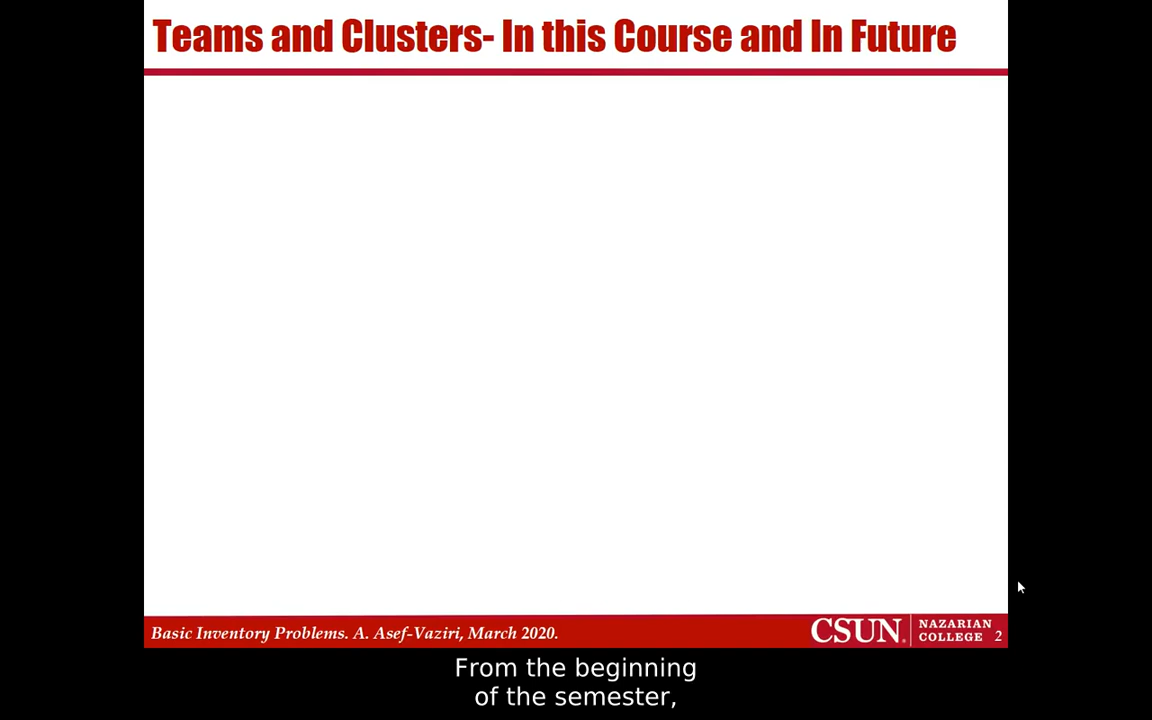 Teams and Clusters- In this Course and In Future
Basic Inventory Problems. A. Asef-Vaziri, March 2020.
CSUN. NAZARIAN
COLLEGE 2
From the beginning
of the semester,